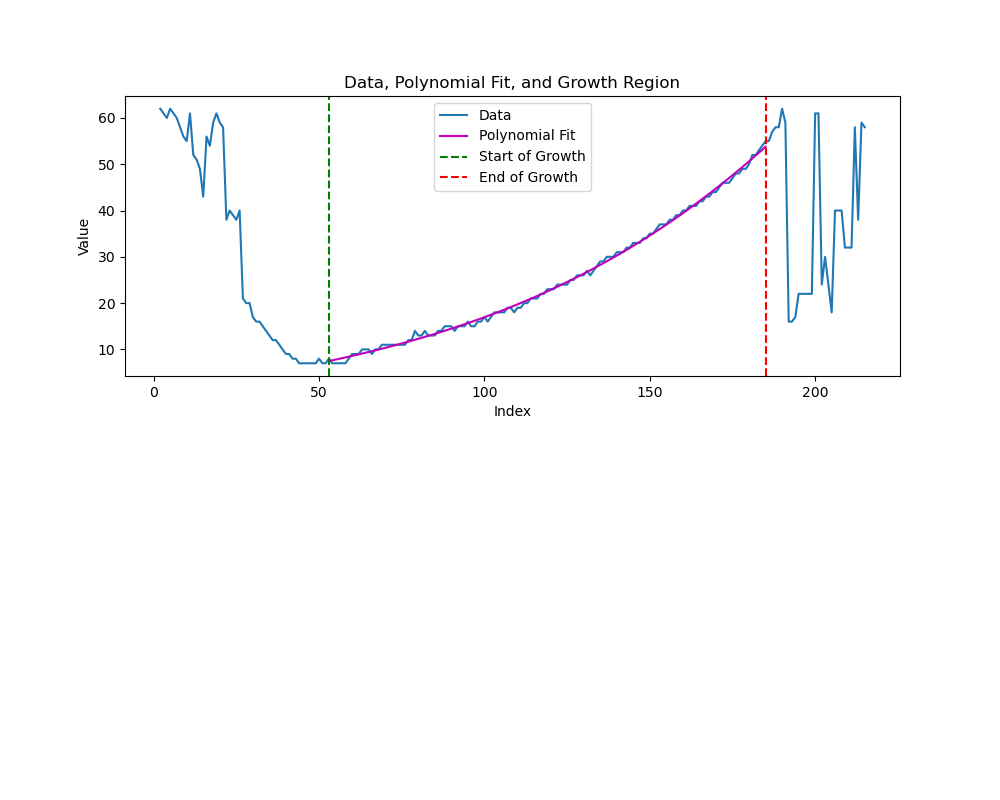 Data, Polynomial Fit, and Growth Region
Data
Polynomial Fit
Start of Growth
End of Growth
Value
60
50
40
30
20
10
0
50
100
150
200
Index